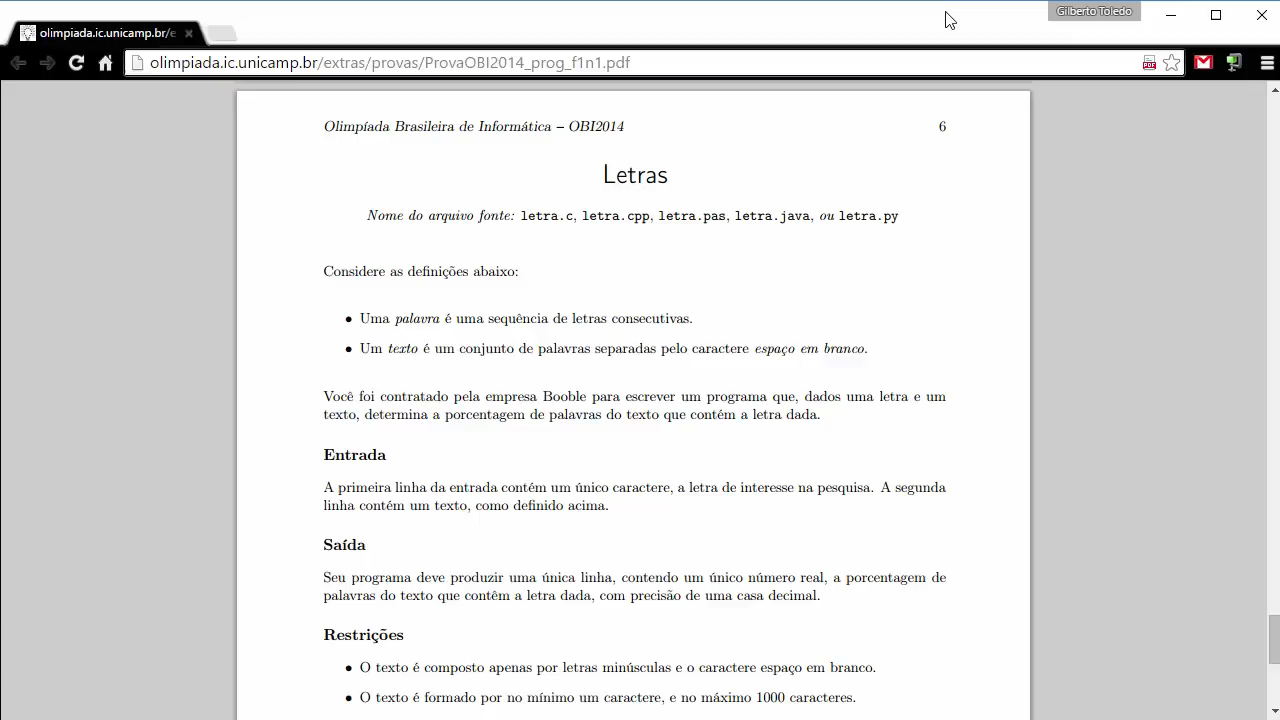 Gilberto Toledo
olimpiada.ic.unicamp.br/e
olimpiada.ic.unicamp.br/extras/provas/ProvaOBI2014_prog_f1n1.pdf
Olimpíada Brasileira de Informática – OBI2014 6
Letras
Nome do arquivo fonte: letra.c, letra.cpp, letra.pas, letra.java, ou letra.py
Considere as definições abaixo:
• Uma palavra é uma sequência de letras consecutivas.
• Um texto é um conjunto de palavras separadas pelo caractere espaço em branco.
Você foi contratado pela empresa Booble para escrever um programa que, dados uma letra e um
texto, determina a porcentagem de palavras do texto que contém a letra dada.
Entrada
A primeira linha da entrada contém um único caractere, a letra de interesse na pesquisa. A segunda
linha contém um texto, como definido acima.
Saída
Seu programa deve produzir uma única linha, contendo um único número real, a porcentagem de
palavras do texto que contêm a letra dada, com precisão de uma casa decimal.
Restrições
• O texto é composto apenas por letras minúsculas e o caractere espaço em branco.
• O texto é formado por no mínimo um caractere, e no máximo 1000 caracteres.